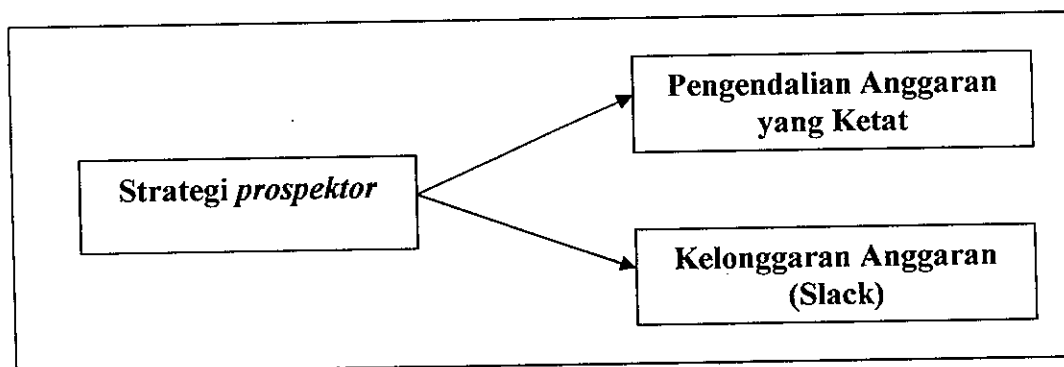 Pengendalian Anggaran
yang Ketat
Strategi prospektor
Kelonggaran Anggaran
(Slack)